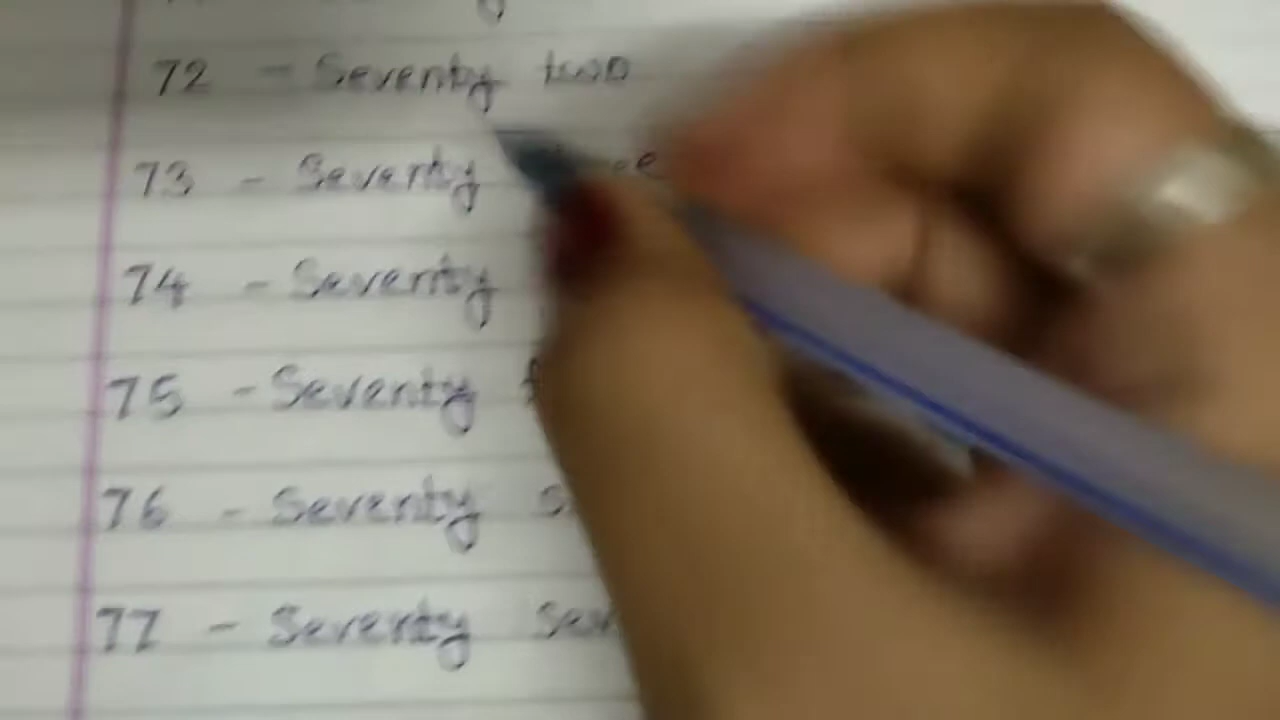 72 - Seventy two
73 - Seventy
74 - Seventy
75 - Seventy
76 - Seventy
77 - Seventy